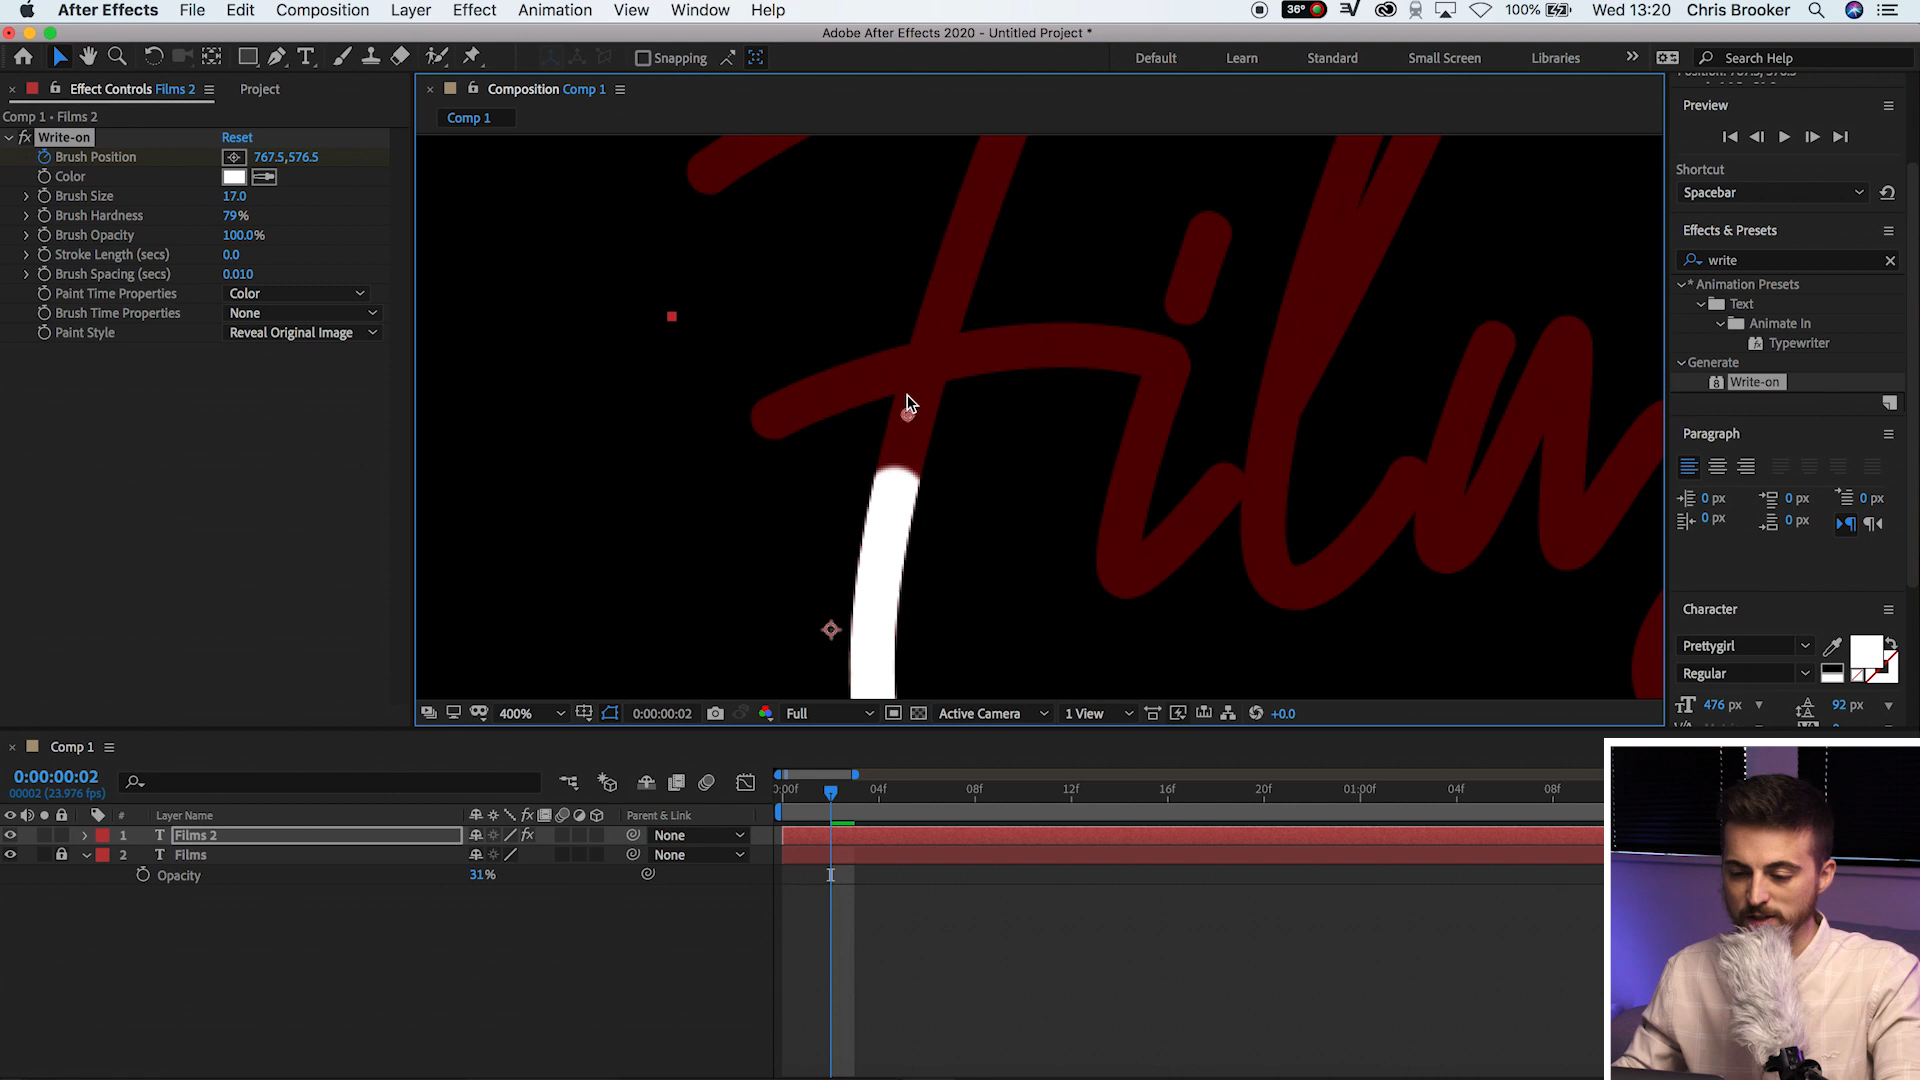 After Effects File Edit Composition Layer Effect Animation View Window Help 36° 100% Wed 13:20 Chris Brooker
Adobe After Effects 2020 - Untitled Project *
Snapping Default Learn Standard Small Screen Libraries Search Help
Effect Controls Films 2 Project
Comp 1 • Films 2
fx Write-on Reset
Brush Position 767.5,576.5
Color
Brush Size 17.0
Brush Hardness 79%
Brush Opacity 100.0%
Stroke Length (secs) 0.0
Brush Spacing (secs) 0.010
Paint Time Properties Color
Brush Time Properties None
Paint Style Reveal Original Image
Composition Comp 1
Comp 1
Film
400% 0:00:00:02 Full Active Camera 1 View +0.0
Preview
Shortcut
Spacebar
Effects & Presets
write
* Animation Presets
Text
Animate In
Typewriter
Generate
Write-on
Paragraph
0 px 0 px 0 px
0 px 0 px
Character
Prettygirl
Regular
476 px 92 px
Comp 1
0:00:00:02
00002 (23.976 fps)
:00f 04f 08f 12f 16f 20f 01:00f 04f 08f
# Layer Name Parent & Link
1 T Films 2 fx None
2 T Films None
Opacity 31%